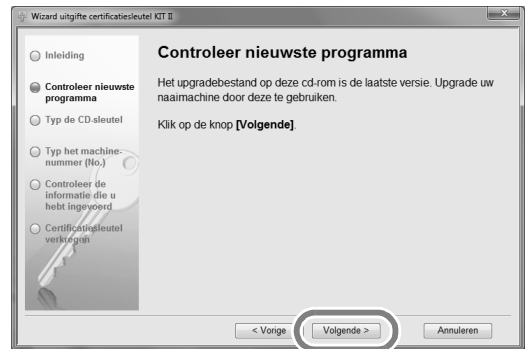 Wizard uitgifte certificatiesleutel KIT II
Inleiding
Controleer nieuwste
programma
Typ de CD-sleutel
Typ het machine-
nummer (No.)
Controleer de
informatie die u
hebt ingevoerd
Certificatiesleutel
verkregen
Controleer nieuwste programma
Het upgradebestand op deze cd-rom is de laatste versie. Upgrade uw
naaimachine door deze te gebruiken.
Klik op de knop [Volgende].
< Vorige
Volgende >
Annuleren